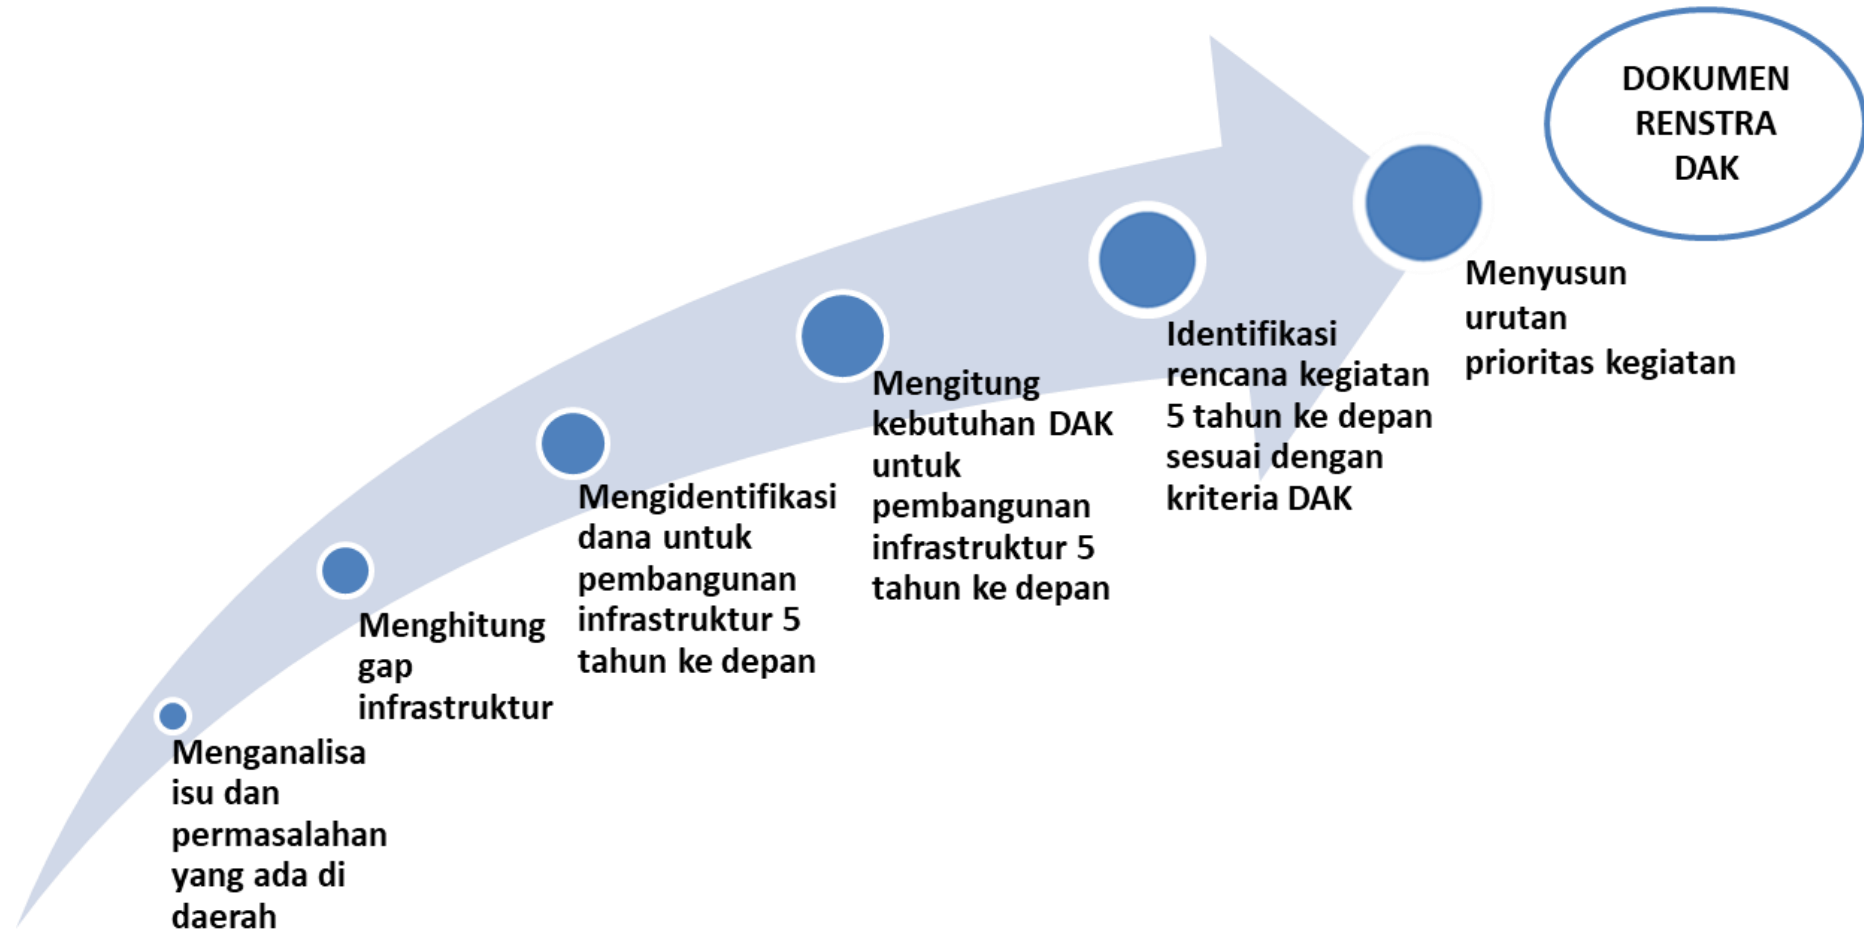 Menganalisa
isu dan
permasalahan
yang ada di
daerah
Menghitung
gap
infrastruktur
Mengidentifikasi
dana untuk
pembangunan
infrastruktur 5
tahun ke depan
Mengitung
kebutuhan DAK
untuk
pembangunan
infrastruktur 5
tahun ke depan
Identifikasi
rencana kegiatan
5 tahun ke depan
sesuai dengan
kriteria DAK
Menyusun
urutan
prioritas kegiatan
DOKUMEN
RENSTRA
DAK